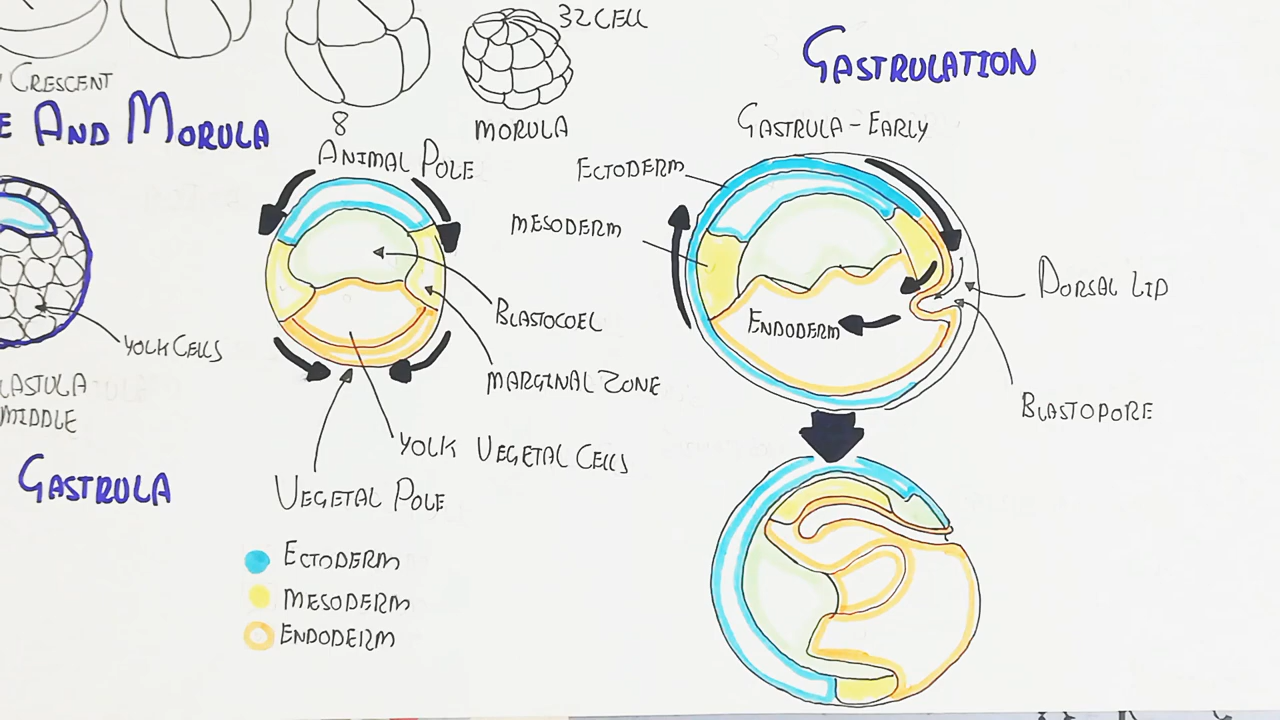 32 CELL
GASTRULATION
CRESCENT
8
MORULA
GASTRULA - EARLY
E AND MORULA
ANIMAL POLE
ECTODERM
MESODERM
DORSAL LIP
BLASTOCOEL
ENDODERM
YOLK CELLS
MARGINAL ZONE
LASTULA
MIDDLE
BLASTOPORE
YOLK VEGETAL CELLS
GASTRULA
VEGETAL POLE
ECTODERM
MESODERM
ENDODERM